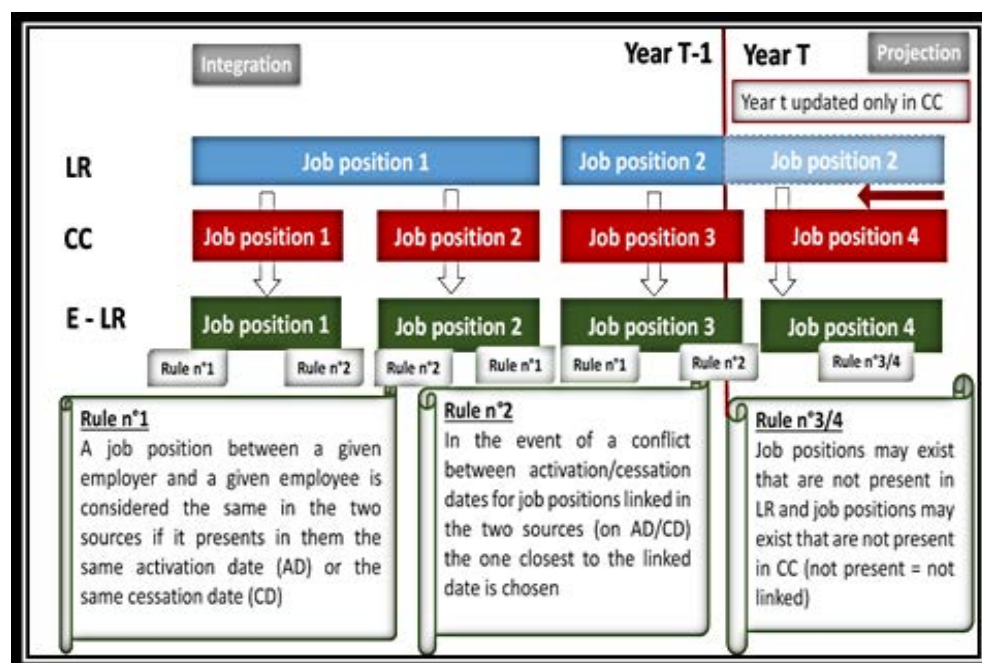 Integration
Year T-1
Year T
Projection
Year t updated only in CC
LR
Job position 1
Job position 2
Job position 2
CC
Job position 1
Job position 2
Job position 3
Job position 4
E - LR
Job position 1
Job position 2
Job position 3
Job position 4
Rule n°1
Rule n°2
Rule n°2
Rule n°1
Rule n°1
Rule n°2
Rule n°3/4
Rule n°1
A job position between a given
employer and a given employee is
considered the same in the two
sources if it presents in them the
same activation date (AD) or the
same cessation date (CD)
Rule n°2
In the event of a conflict
between activation/cessation
dates for job positions linked in
the two sources (on AD/CD)
the one closest to the linked
date is chosen
Rule n°3/4
Job positions may exist
that are not present in
LR and job positions may
exist that are not present
in CC (not present = not
linked)